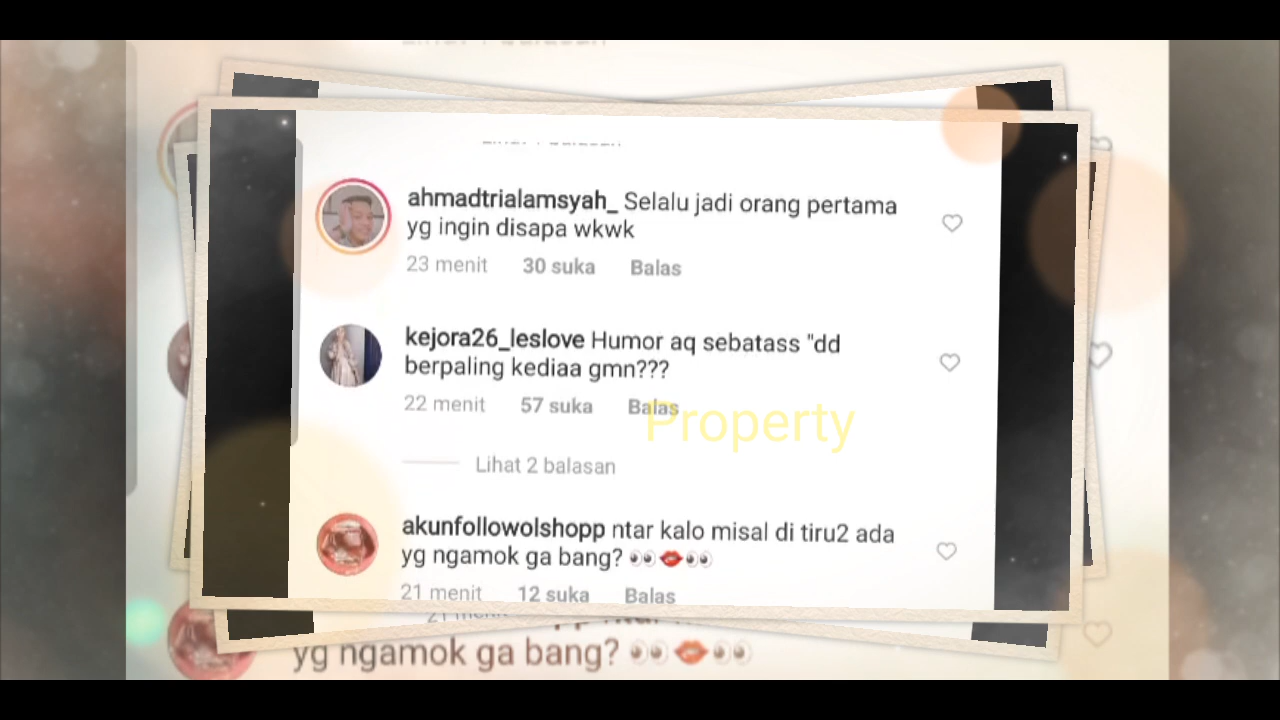 ahmadtrialamsyah_ Selalu jadi orang pertama
yg ingin disapa wkwk
23 menit 30 suka Balas
kejora26_leslove Humor aq sebatass "dd
berpaling kediaa gmn???
22 menit 57 suka Balas
Property
Lihat 2 balasan
akunfollowolshopp ntar kalo misal di tiru2 ada
yg ngamok ga bang? 👀💋👀
21 menit 12 suka Balas
yg ngamok ga bang? 👀💋👀